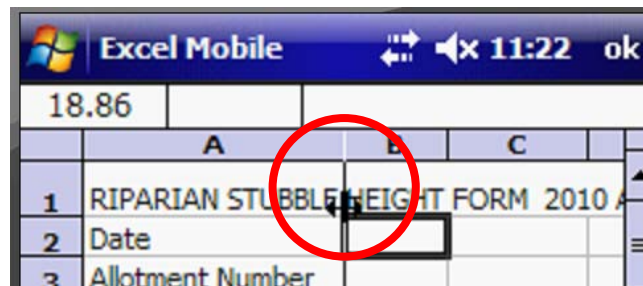 Excel Mobile 11:22 ok
18.86
A B C
1 RIPARIAN STUBBLE HEIGHT FORM 2010 A
2 Date
3 Allotment Number